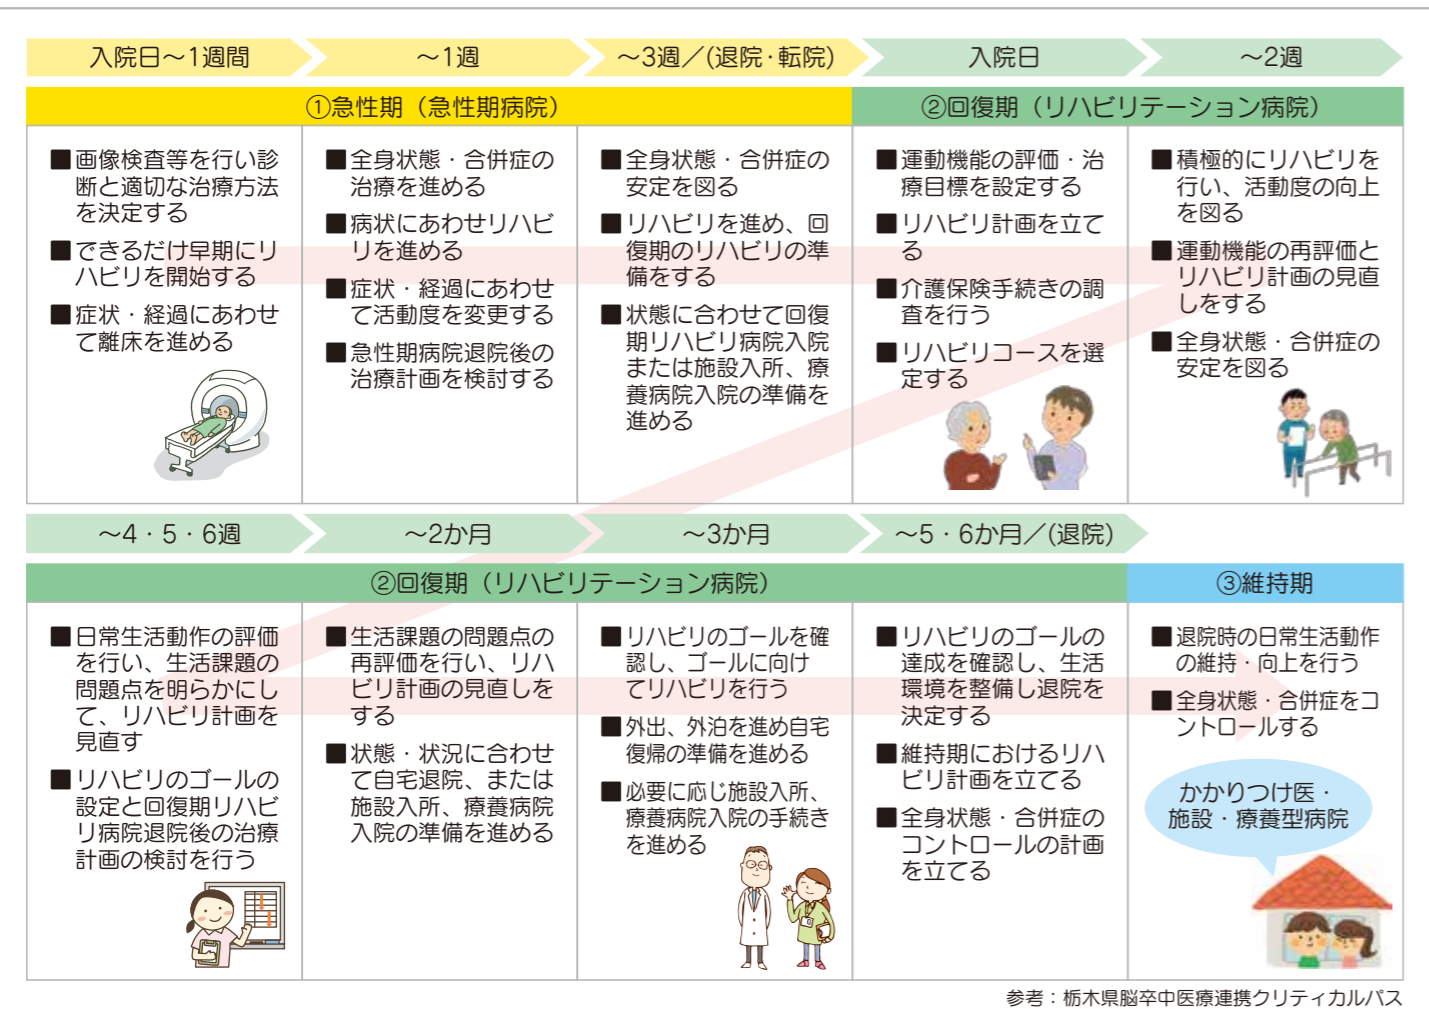 入院日～1週間
～1週
～3週／(退院・転院)
入院日
～2週
①急性期（急性期病院）
②回復期（リハビリテーション病院）
■画像検査等を行い診
断と適切な治療方法
を決定する
■できるだけ早期にリ
ハビリを開始する
■症状・経過にあわせ
て離床を進める
■全身状態・合併症の
治療を進める
■病状にあわせリハビ
リを進める
■症状・経過にあわせ
て活動度を変更する
■急性期病院退院後の
治療計画を検討する
■全身状態・合併症の
安定を図る
■リハビリを進め、回
復期のリハビリの準
備をする
■状態に合わせて回復
期リハビリ病院入院
または施設入所、療
養病院入院の準備を
進める
■運動機能の評価・治
療目標を設定する
■リハビリ計画を立て
る
■介護保険手続きの調
査を行う
■リハビリコースを選
定する
■積極的にリハビリを
行い、活動度の向上
を図る
■運動機能の再評価と
リハビリ計画の見直
しをする
■全身状態・合併症の
安定を図る
～4・5・6週
～2か月
～3か月
～5・6か月／(退院)
②回復期（リハビリテーション病院）
③維持期
■日常生活動作の評価
を行い、生活課題の
問題点を明らかにし
て、リハビリ計画を
見直す
■リハビリのゴールの
設定と回復期リハビ
リ病院退院後の治療
計画の検討を行う
■生活課題の問題点の
再評価を行い、リハ
ビリ計画の見直しを
する
■状態・状況に合わせ
て自宅退院、または
施設入所、療養病院
入院の準備を進める
■リハビリのゴールを確
認し、ゴールに向け
てリハビリを行う
■外出、外泊を進め自宅
復帰の準備を進める
■必要に応じ施設入所、
療養病院入院の手続き
を進める
■リハビリのゴールの
達成を確認し、生活
環境を整備し退院を
決定する
■維持期におけるリハ
ビリ計画を立てる
■全身状態・合併症の
コントロールの計画
を立てる
■退院時の日常生活動作
の維持・向上を行う
■全身状態・合併症をコ
ントロールする
かかりつけ医・
施設・療養型病院
参考：栃木県脳卒中医療連携クリティカルパス